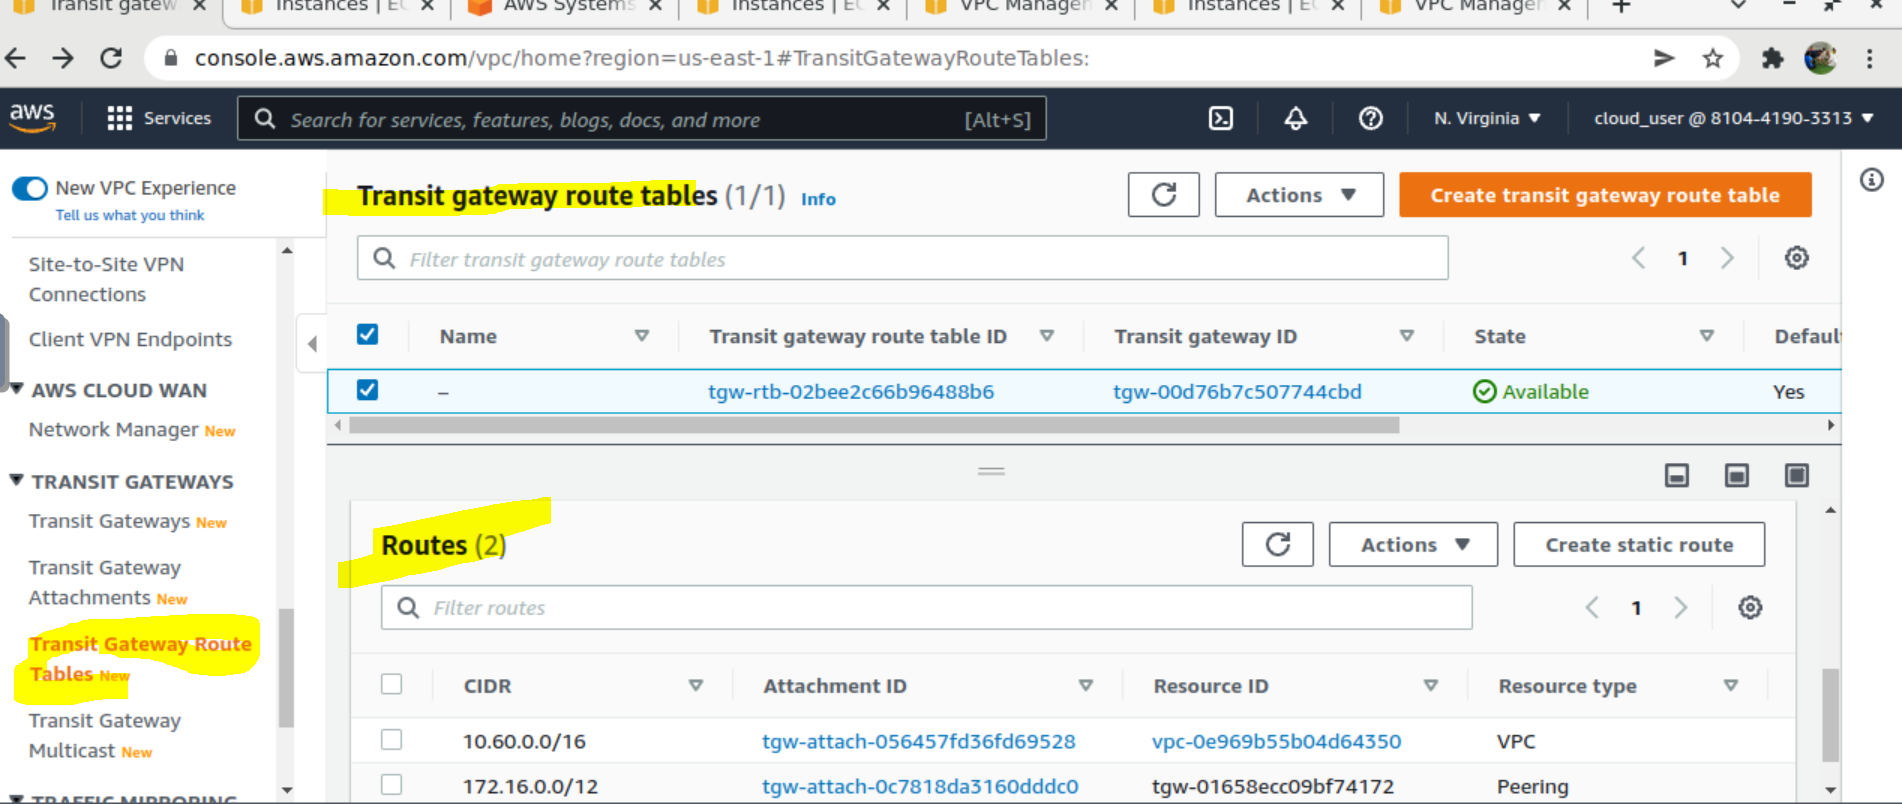 Transit gatew
Instances | EC
AWS Systems
Instances | EC
VPC Manager
Instances | EC
VPC Manager
console.aws.amazon.com/vpc/home?region=us-east-1#TransitGatewayRouteTables:
aws
Services
Search for services, features, blogs, docs, and more
[Alt+S]
N. Virginia
cloud_user @ 8104-4190-3313
New VPC Experience
Tell us what you think
Site-to-Site VPN
Connections
Client VPN Endpoints
AWS CLOUD WAN
Network Manager New
TRANSIT GATEWAYS
Transit Gateways New
Transit Gateway
Attachments New
Transit Gateway Route
Tables New
Transit Gateway
Multicast New
TRAFFIC MIRRORING
Transit gateway route tables (1/1) Info
Actions
Create transit gateway route table
Filter transit gateway route tables
1
Name Transit gateway route table ID Transit gateway ID State Defaul
– tgw-rtb-02bee2c66b96488b6 tgw-00d76b7c507744cbd Available Yes
Routes (2)
Actions
Create static route
Filter routes
1
CIDR Attachment ID Resource ID Resource type
10.60.0.0/16 tgw-attach-056457fd36fd69528 vpc-0e969b55b04d64350 VPC
172.16.0.0/12 tgw-attach-0c7818da3160dddc0 tgw-01658ecc09bf74172 Peering